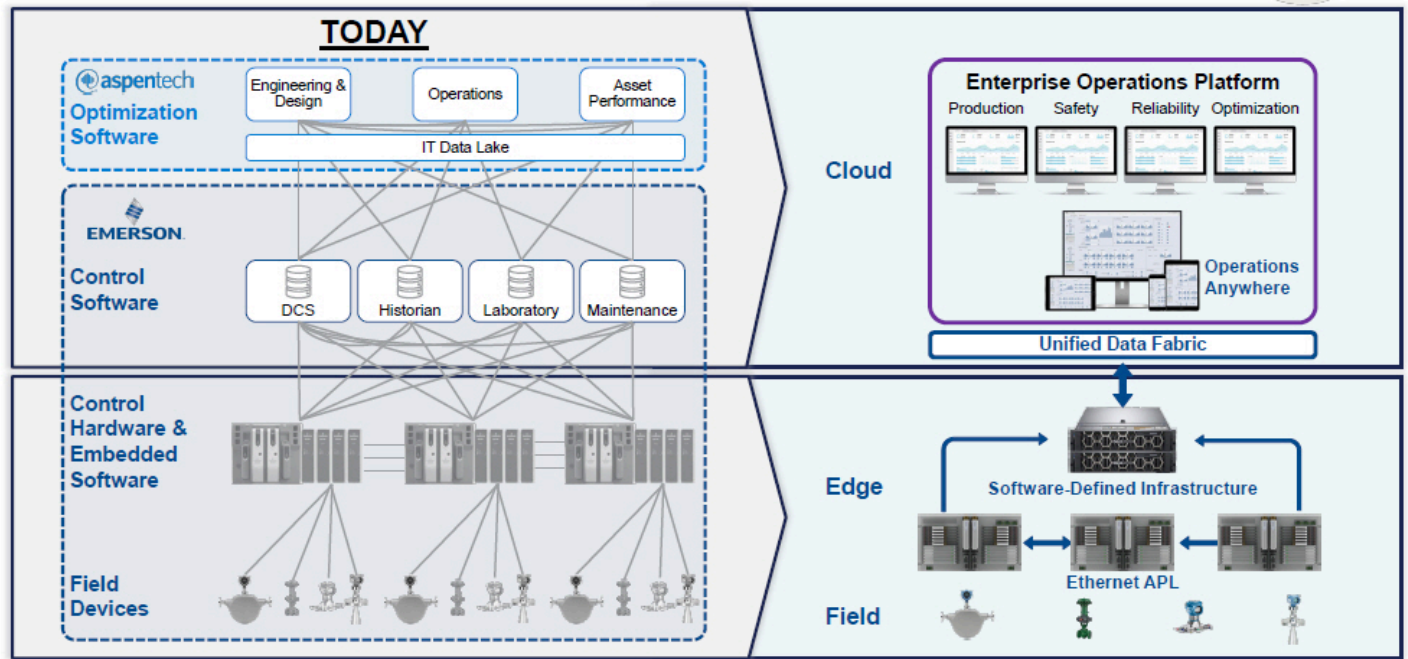 TODAY
aspentech
Optimization
Software
Engineering &
Design
Operations
Asset
Performance
IT Data Lake
EMERSON.
Control
Software
DCS
Historian
Laboratory
Maintenance
Control
Hardware &
Embedded
Software
Field
Devices
Cloud
Enterprise Operations Platform
Production
Safety
Reliability
Optimization
Operations
Anywhere
Unified Data Fabric
Edge
Software-Defined Infrastructure
Ethernet APL
Field